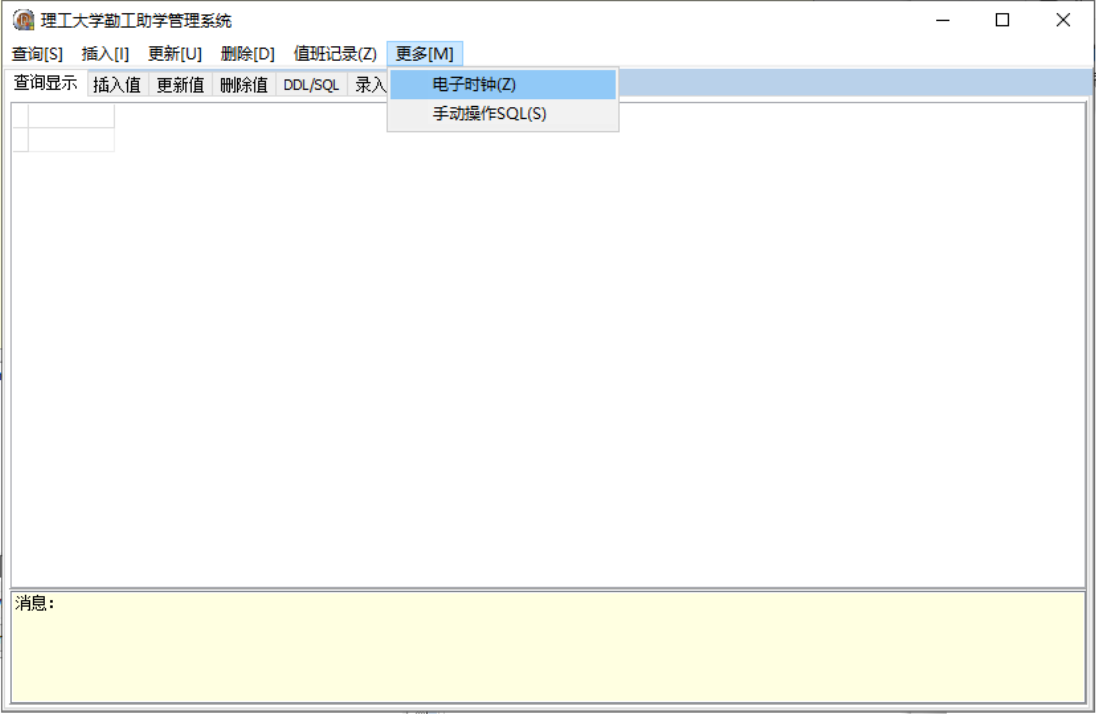 理工大学勤工助学管理系统
查询[S] 插入[I] 更新[U] 删除[D] 值班记录(Z) 更多[M]
查询显示 插入值 更新值 删除值 DDL/SQL 录入
电子时钟(Z)
手动操作SQL(S)
消息：